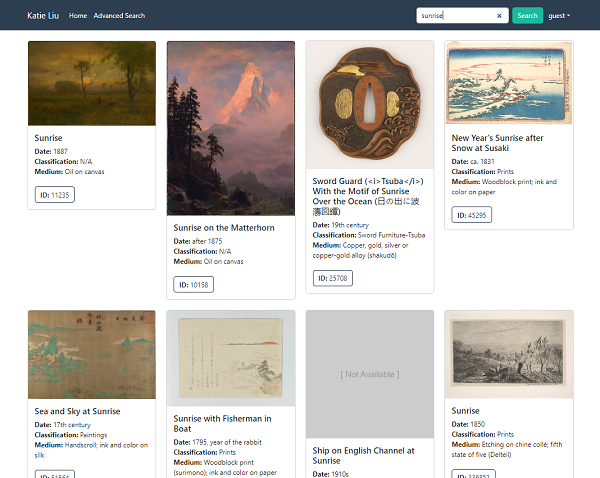 Katie Liu
Home
Advanced Search
sunrise
Search
guest
Sunrise
Date: 1887
Classification: N/A
Medium: Oil on canvas
ID: 11235
Sunrise on the Matterhorn
Date: after 1875
Classification: N/A
Medium: Oil on canvas
ID: 10158
Sword Guard (<i>Tsuba</i>)
With the Motif of Sunrise
Over the Ocean (日の出に波
濤図鐔)
Date: 19th century
Classification: Sword Furniture-Tsuba
Medium: Copper, gold, silver or
copper-gold alloy (shakudō)
ID: 25708
New Year's Sunrise after
Snow at Susaki
Date: ca. 1831
Classification: Prints
Medium: Woodblock print; ink and
color on paper
ID: 45295
Sea and Sky at Sunrise
Date: 17th century
Classification: Paintings
Medium: Handscroll; ink and color on
silk
Sunrise with Fisherman in
Boat
Date: 1795, year of the rabbit
Classification: Prints
Medium: Woodblock print
(surimono); ink and color on paper
[ Not Available ]
Ship on English Channel at
Sunrise
Date: 1910s
Sunrise
Date: 1850
Classification: Prints
Medium: Etching on chine collé; fifth
state of five (Delteil)